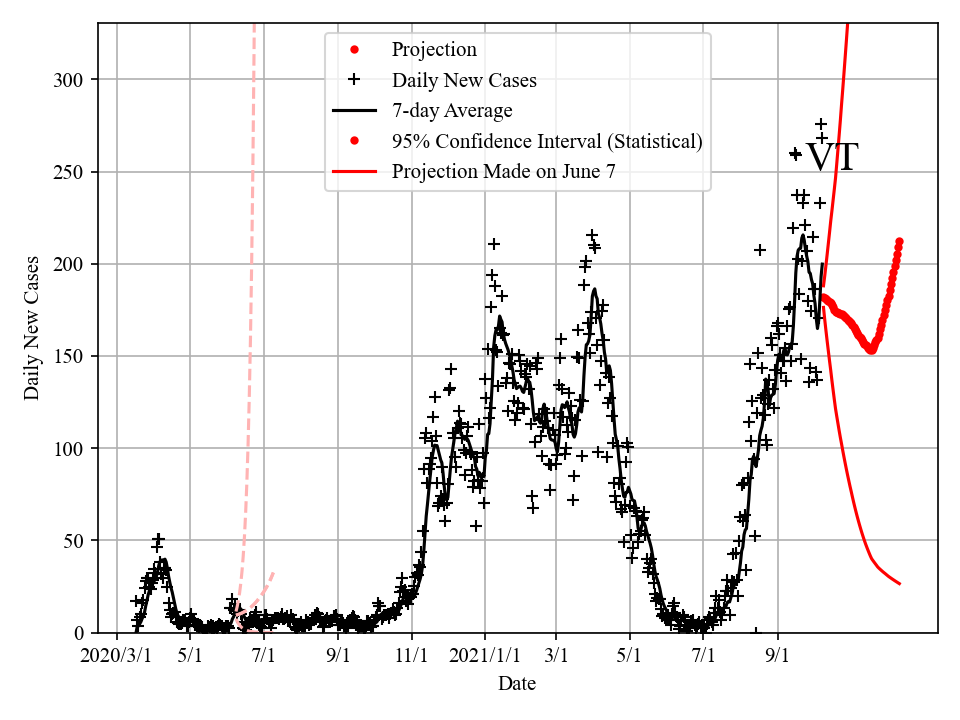 Projection
Daily New Cases
7-day Average
95% Confidence Interval (Statistical)
Projection Made on June 7
VT
Daily New Cases
300
250
200
150
100
50
0
2020/3/1 5/1 7/1 9/1 11/1 2021/1/1 3/1 5/1 7/1 9/1
Date